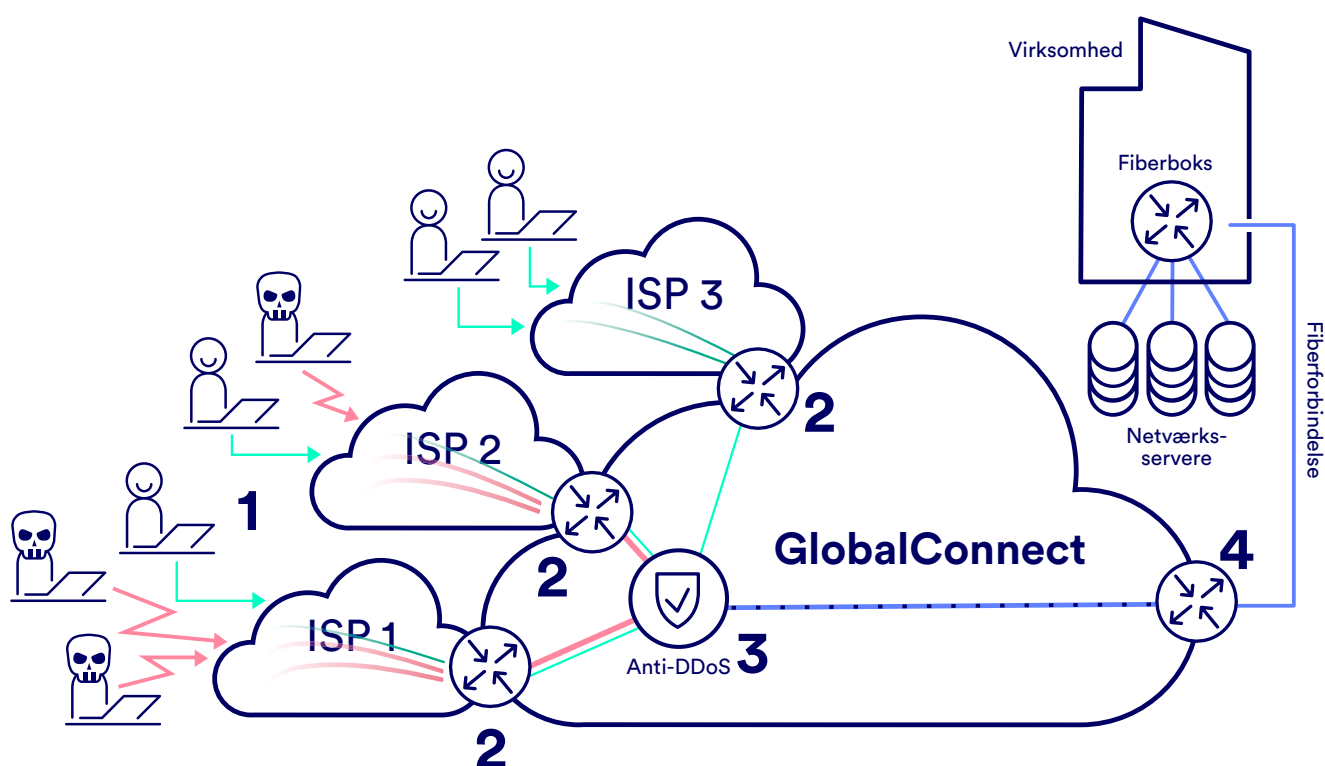 Virksomhed
Fiberboks
ISP 3
Fiberforbindelse
2
Netværks-
servere
ISP 2
1
GlobalConnect
4
2
ISP 1
Anti-DDoS
3
2